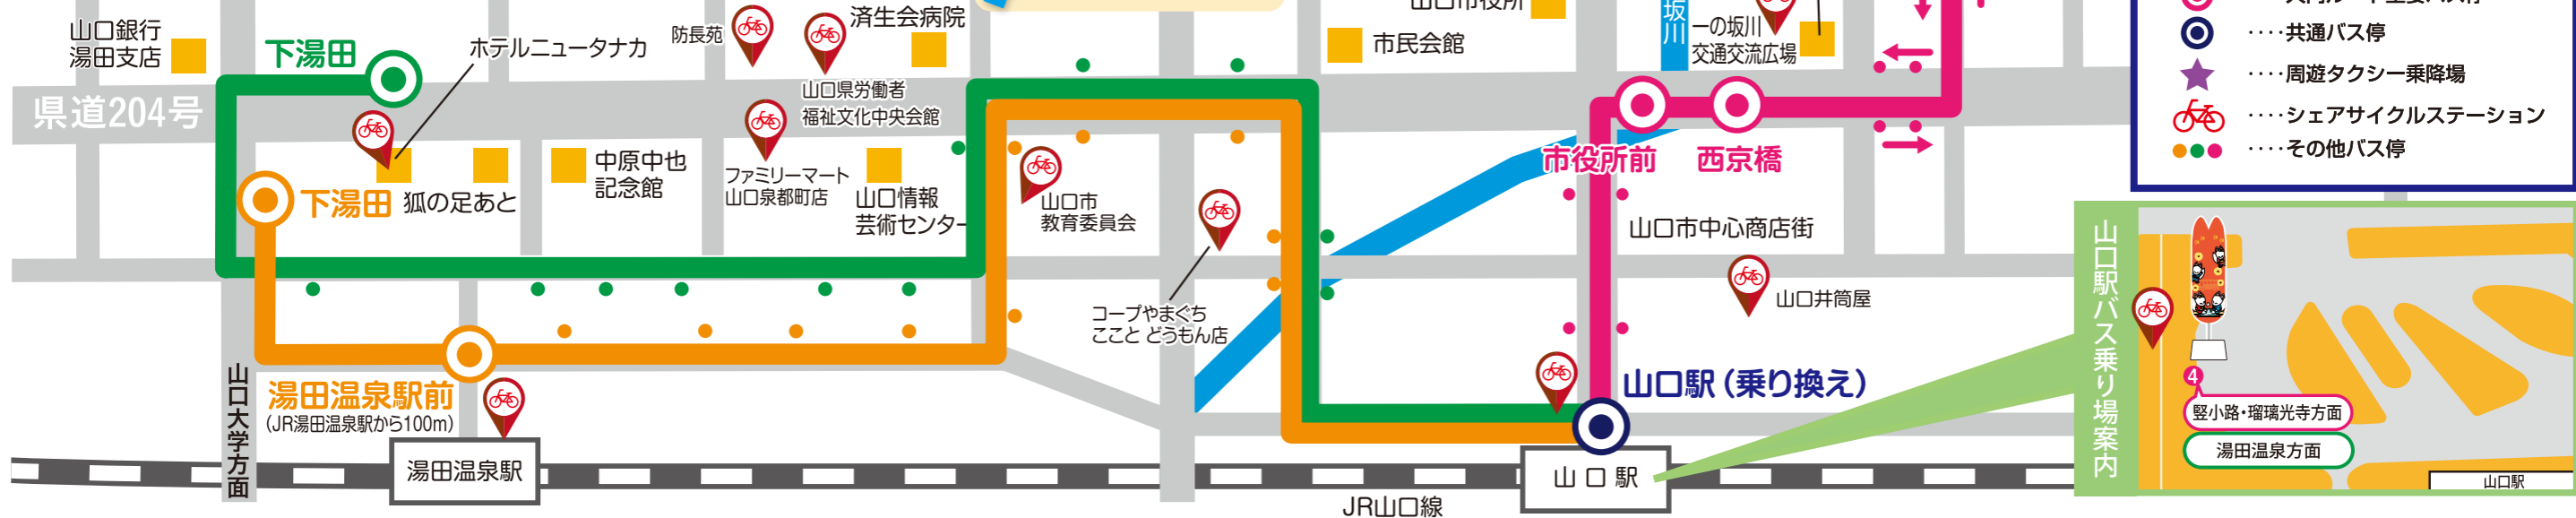 山口銀行
湯田支店
下湯田
ホテルニュータナカ
防長苑
済生会病院
山口県労働者
福祉文化中央会館
山口市役所
市民会館
坂川
一の坂川
交通交流広場
県道204号
下湯田
狐の足あと
中原中也
記念館
ファミリーマート
山口泉都町店
山口情報
芸術センター
山口市
教育委員会
コープやまぐち
こことどうもん店
市役所前
西京橋
山口市中心商店街
山口井筒屋
湯田温泉駅前
(JR湯田温泉駅から100m)
山口大学方面
湯田温泉駅
山口駅（乗り換え）
山口駅
JR山口線
····共通バス停
····周遊タクシー乗降場
····シェアサイクルステーション
····その他バス停
山口駅バス乗り場案内
4
竪小路・瑠璃光寺方面
湯田温泉方面
山口駅